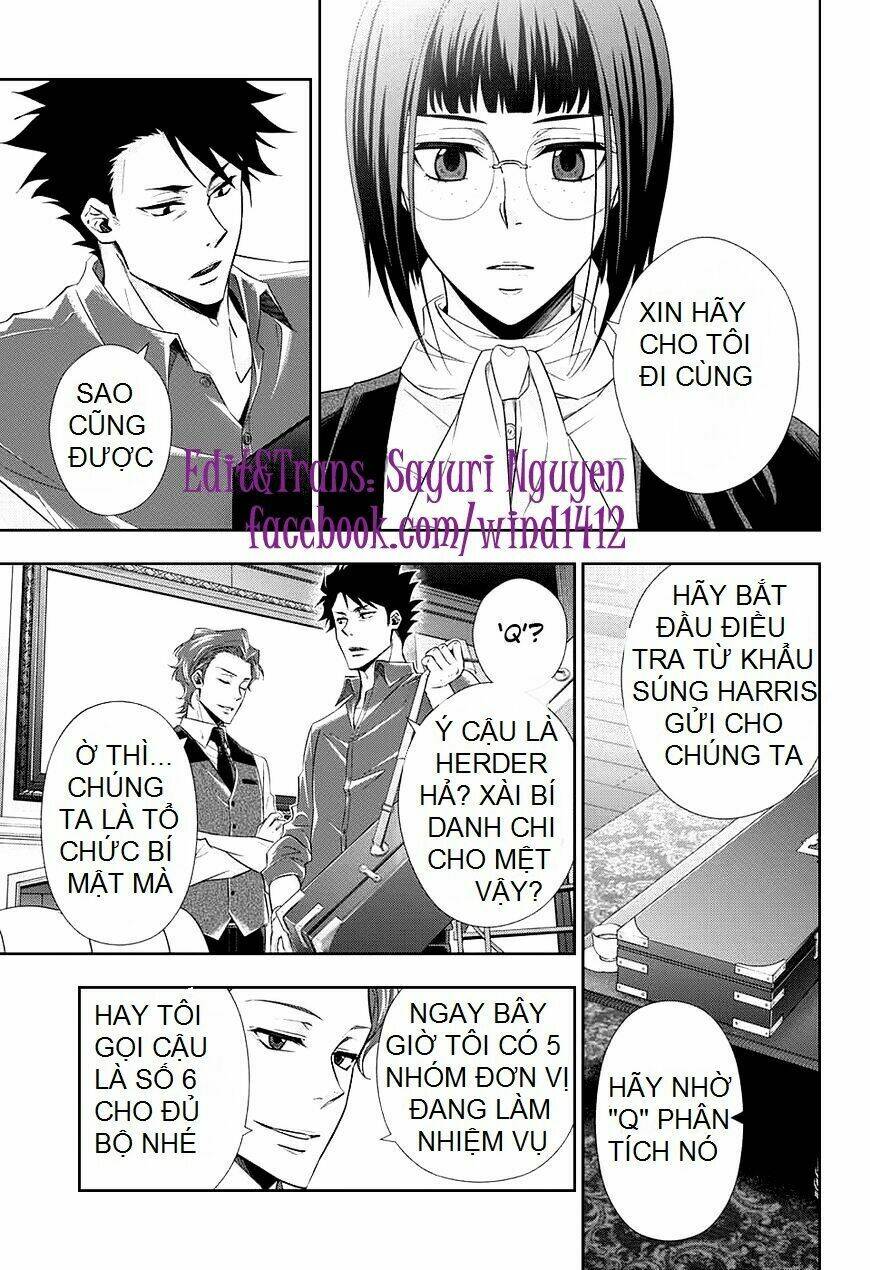 XIN HÃY
CHO TÔI
ĐI CÙNG
SAO
CŨNG
ĐƯỢC
Edit&Trans: Sayuri Nguyen
facebook.com/wind1412
HÃY BẮT
ĐẦU ĐIỀU
TRA TỪ KHẨU
SÚNG HARRIS
GỬI CHO
CHÚNG TA
HÃY NHỜ
"Q" PHÂN
TÍCH NÓ
'Q'?
Ý CẬU LÀ
HERDER
HẢ? XÀI BÍ
DANH CHI
CHO MỆT
VẬY?
Ờ THÌ...
CHÚNG
TA LÀ TỔ
CHỨC BÍ
MẬT MÀ
NGAY BÂY
GIỜ TÔI CÓ 5
NHÓM ĐƠN VỊ
ĐANG LÀM
NHIỆM VỤ
HAY TÔI
GỌI CẬU
LÀ SỐ 6
CHO ĐỦ
BỘ NHÉ